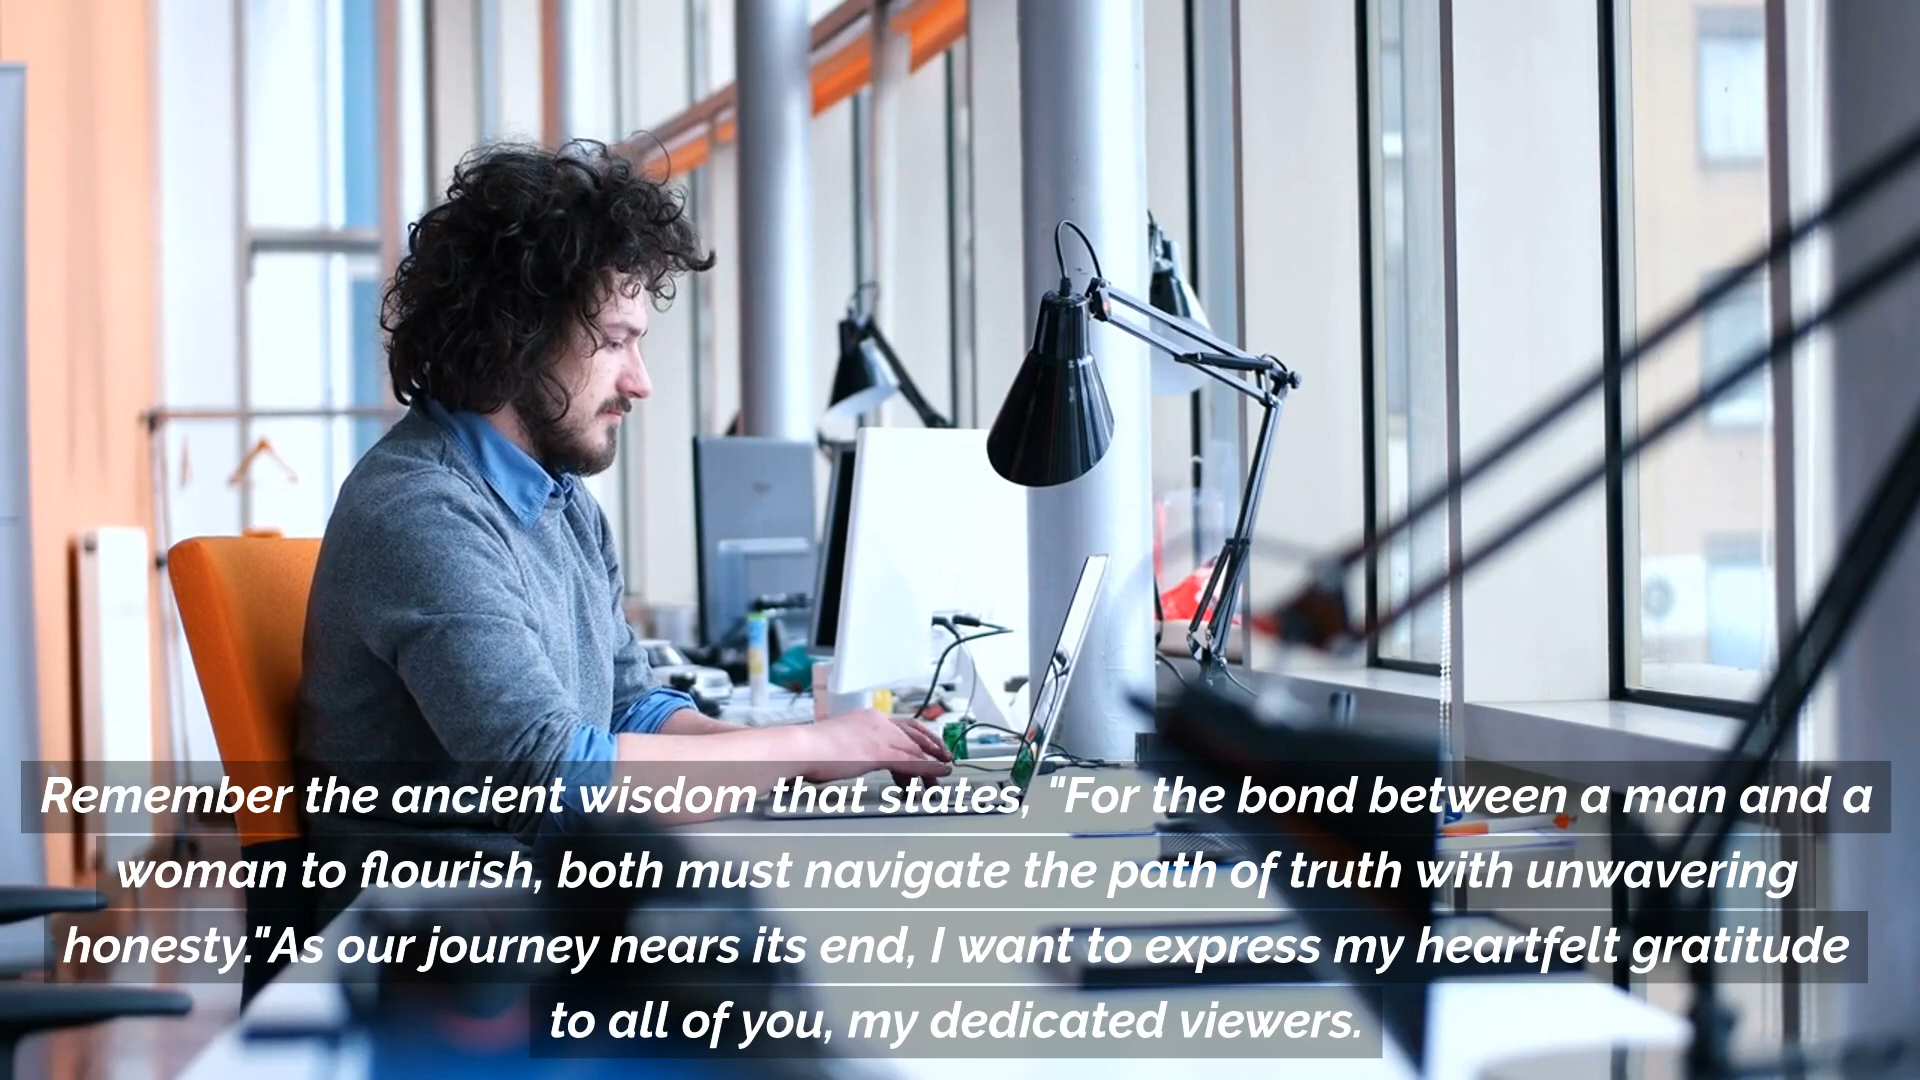 Remember the ancient wisdom that states, "For the bond between a man and a
woman to flourish, both must navigate the path of truth with unwavering
honesty."As our journey nears its end, I want to express my heartfelt gratitude
to all of you, my dedicated viewers.